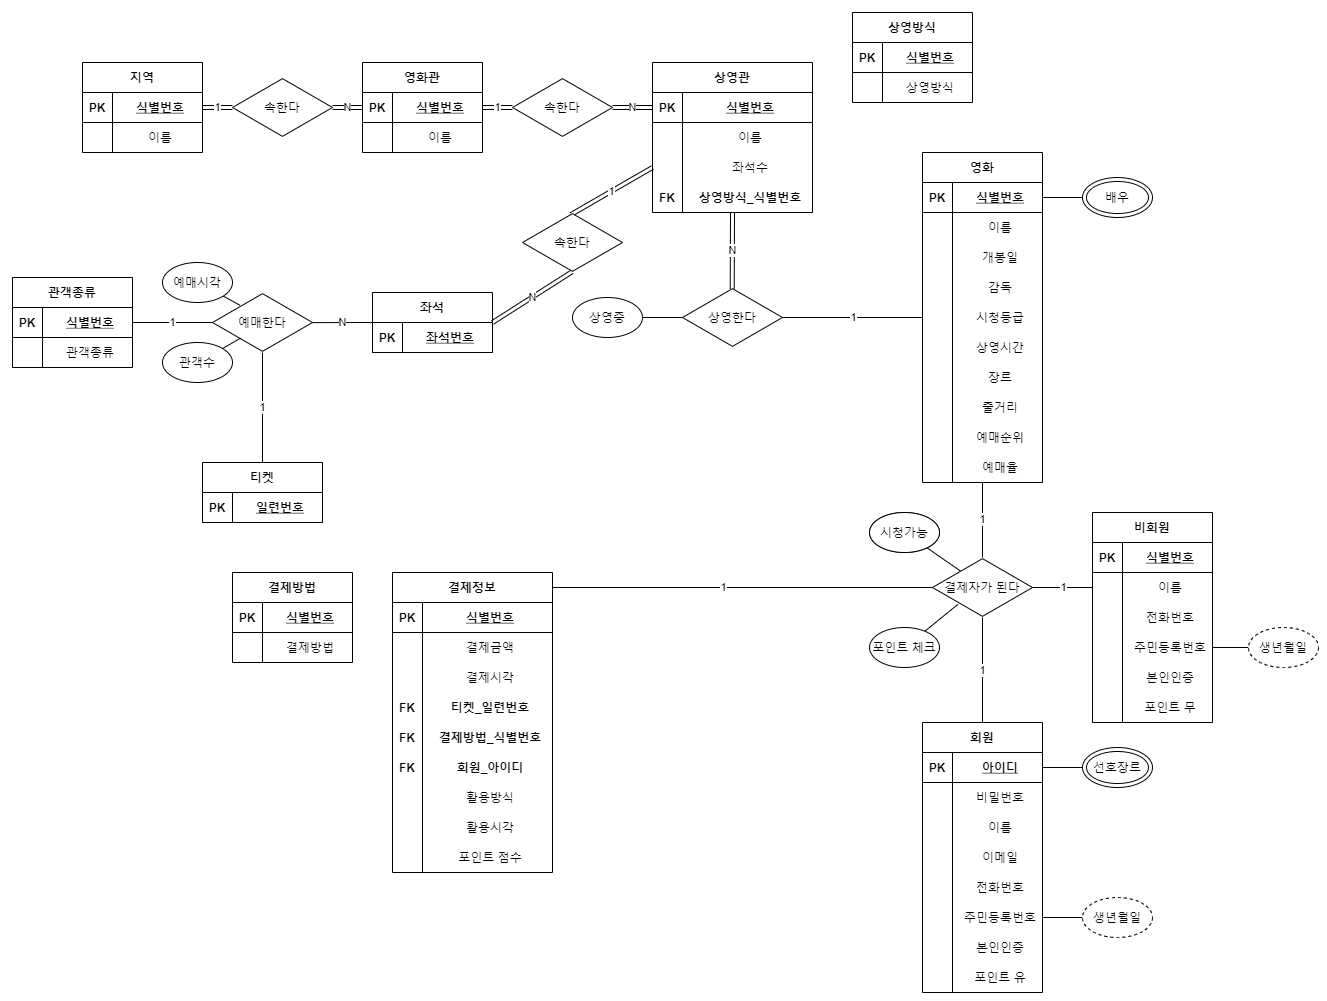 상영방식
PK 식별번호
상영방식
지역
PK 식별번호
이름
1
속한다
N
영화관
PK 식별번호
이름
1
속한다
N
상영관
PK 식별번호
이름
좌석수
FK 상영방식_식별번호
1
속한다
N
N
상영중
상영한다
1
영화
PK 식별번호
이름
개봉일
감독
시청등급
상영시간
장르
줄거리
예매순위
예매율
배우
관객종류
PK 식별번호
관객종류
1
예매시각
예매한다
관객수
N
좌석
PK 좌석번호
1
티켓
PK 일련번호
결제방법
PK 식별번호
결제방법
결제정보
PK 식별번호
결제금액
결제시각
FK 티켓_일련번호
FK 결제방법_식별번호
FK 회원_아이디
활용방식
활용시각
포인트 점수
1
1
시청가능
결제자가 된다
포인트 체크
1
1
비회원
PK 식별번호
이름
전화번호
주민등록번호
본인인증
포인트 무
생년월일
회원
PK 아이디
비밀번호
이름
이메일
전화번호
주민등록번호
본인인증
포인트 유
선호장르
생년월일